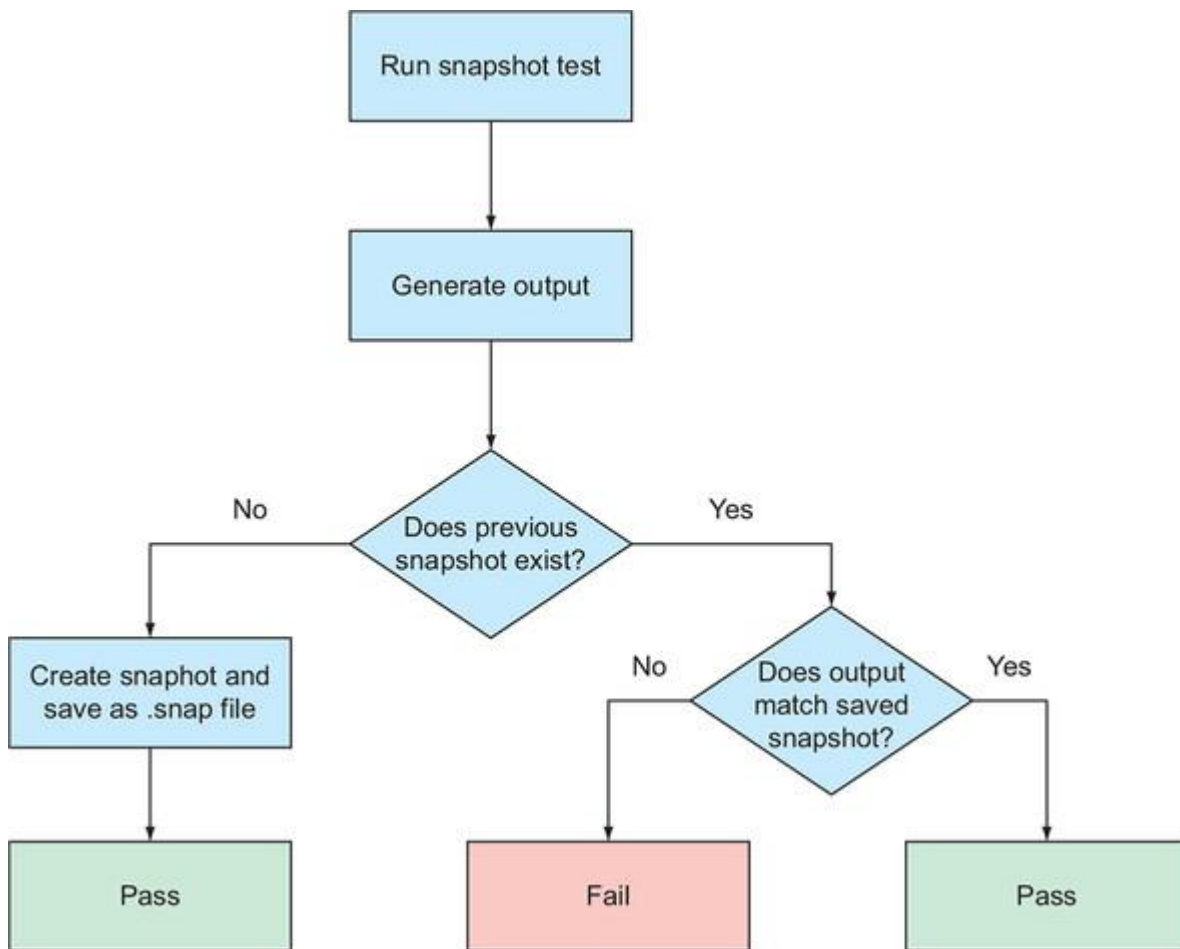 Run snapshot test
Generate output
No
Yes
Does previous
snapshot exist?
Create snaphot and
save as .snap file
No
Does output
match saved
snapshot?
Yes
Pass
Fail
Pass